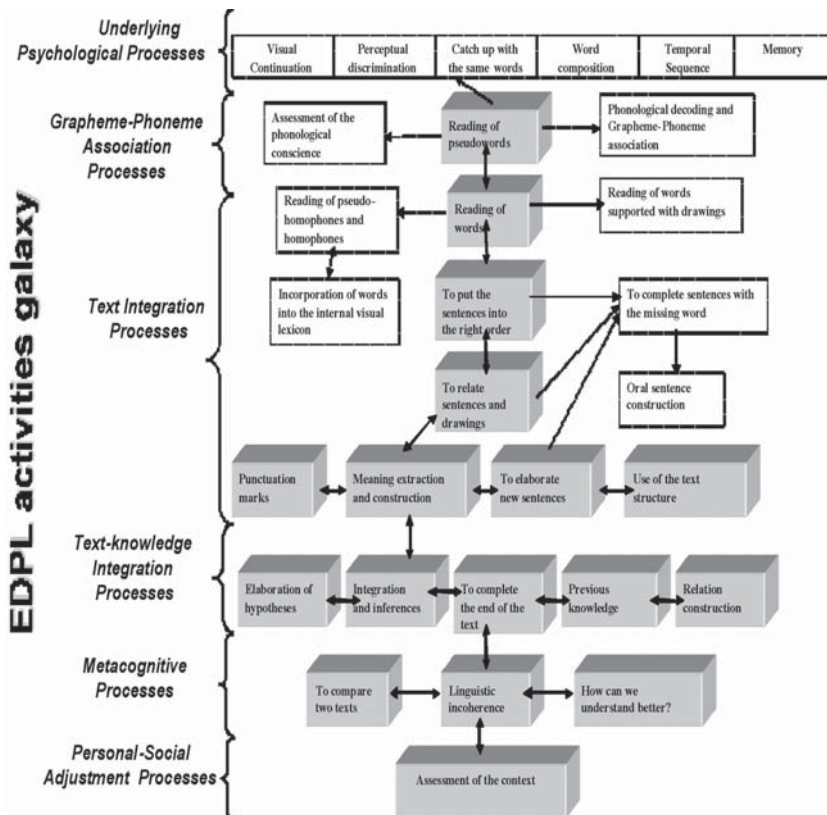 EDPL activities galaxy
Underlying
Psychological Processes
Visual
Continuation
Perceptual
discrimination
Catch up with
the same words
Word
composition
Temporal
Sequence
Memory
Grapheme-Phoneme
Association
Processes
Assessment of the
phonological
conscience
Reading of
pseudowords
Phonological decoding and
Grapheme-Phoneme
association
Text Integration
Processes
Reading of pseudo-
homophones and
homophones
Reading of
words
Reading of words
supported with drawings
Incorporation of words
into the internal visual
lexicon
To put the
sentences into
the right order
To complete sentences with
the missing word
To relate
sentences and
drawings
Oral sentence
construction
Punctuation
marks
Meaning extraction
and construction
To elaborate
new sentences
Use of the text
structure
Text-knowledge
Integration
Processes
Elaboration of
hypotheses
Integration
and inferences
To complete
the end of the
text
Previous
knowledge
Relation
construction
Metacognitive
Processes
To compare
two texts
Linguistic
incoherence
How can we
understand better?
Personal-Social
Adjustment Processes
Assessment of the context